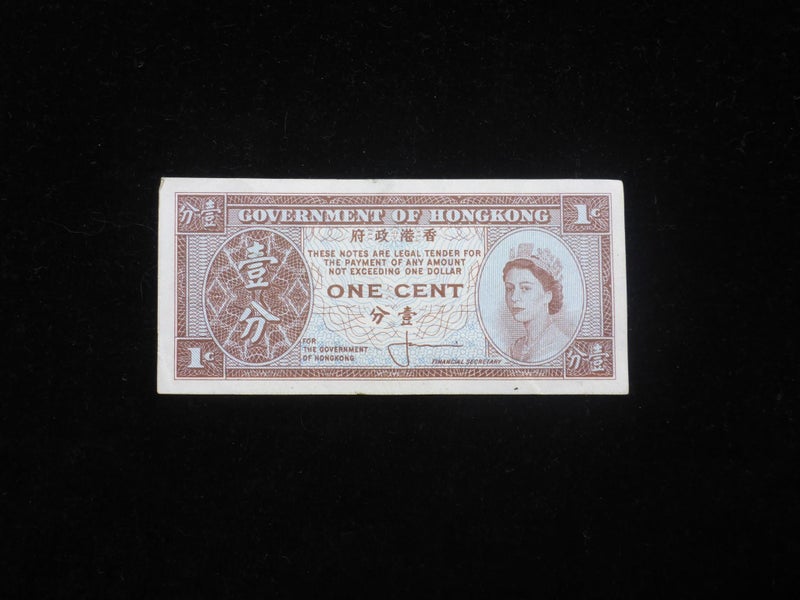 分壹
GOVERNMENT OF HONGKONG
1¢
府政港香
THESE NOTES ARE LEGAL TENDER FOR
THE PAYMENT OF ANY AMOUNT
NOT EXCEEDING ONE DOLLAR
ONE CENT
分壹
壹分
FOR
THE GOVERNMENT
OF HONGKONG
FINANCIAL SECRETARY
1¢
分壹